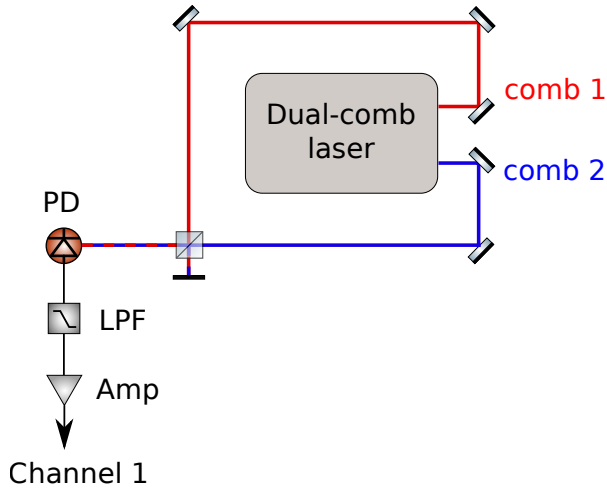 Dual-comb
laser
comb 1
comb 2
PD
LPF
Amp
Channel 1